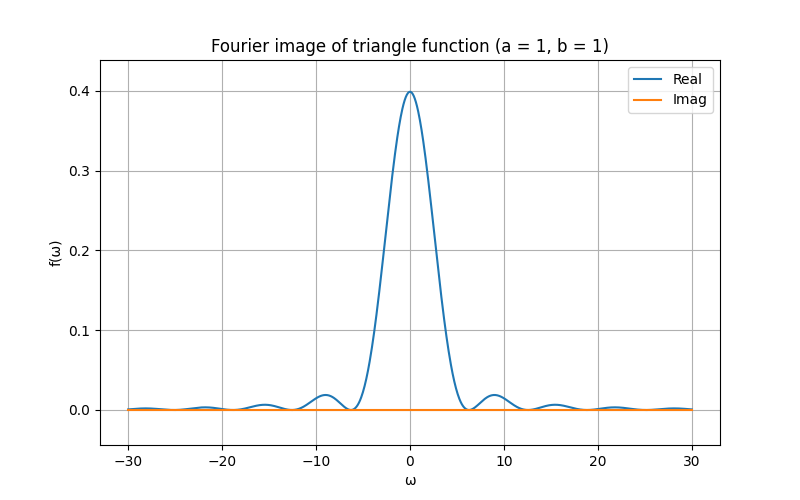 Fourier image of triangle function (a = 1, b = 1)
Real
Imag
f(ω)
0.4
0.3
0.2
0.1
0.0
−30
−20
−10
0
10
20
30
ω